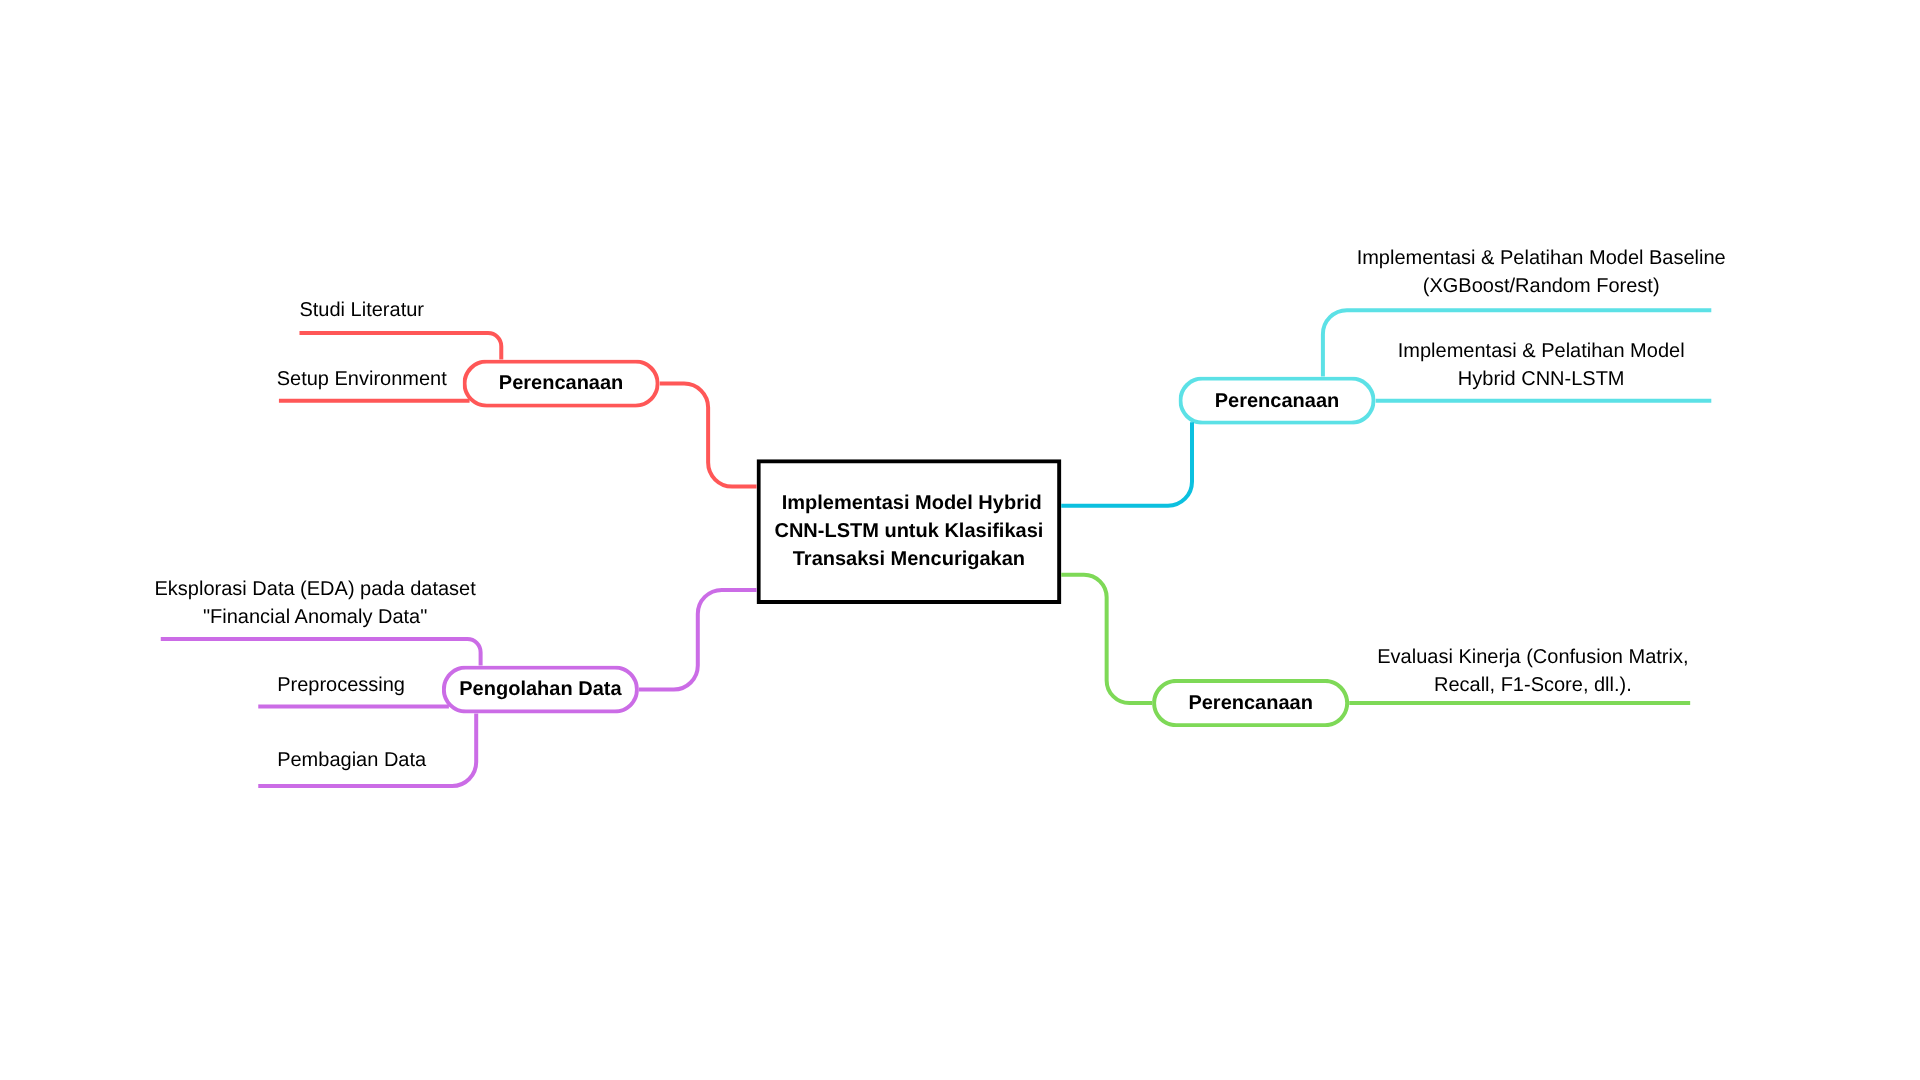 Implementasi Model Hybrid
CNN-LSTM untuk Klasifikasi
Transaksi Mencurigakan
Perencanaan
Studi Literatur
Setup Environment
Pengolahan Data
Eksplorasi Data (EDA) pada dataset
"Financial Anomaly Data"
Preprocessing
Pembagian Data
Perencanaan
Implementasi & Pelatihan Model Baseline
(XGBoost/Random Forest)
Implementasi & Pelatihan Model
Hybrid CNN-LSTM
Perencanaan
Evaluasi Kinerja (Confusion Matrix,
Recall, F1-Score, dll.).